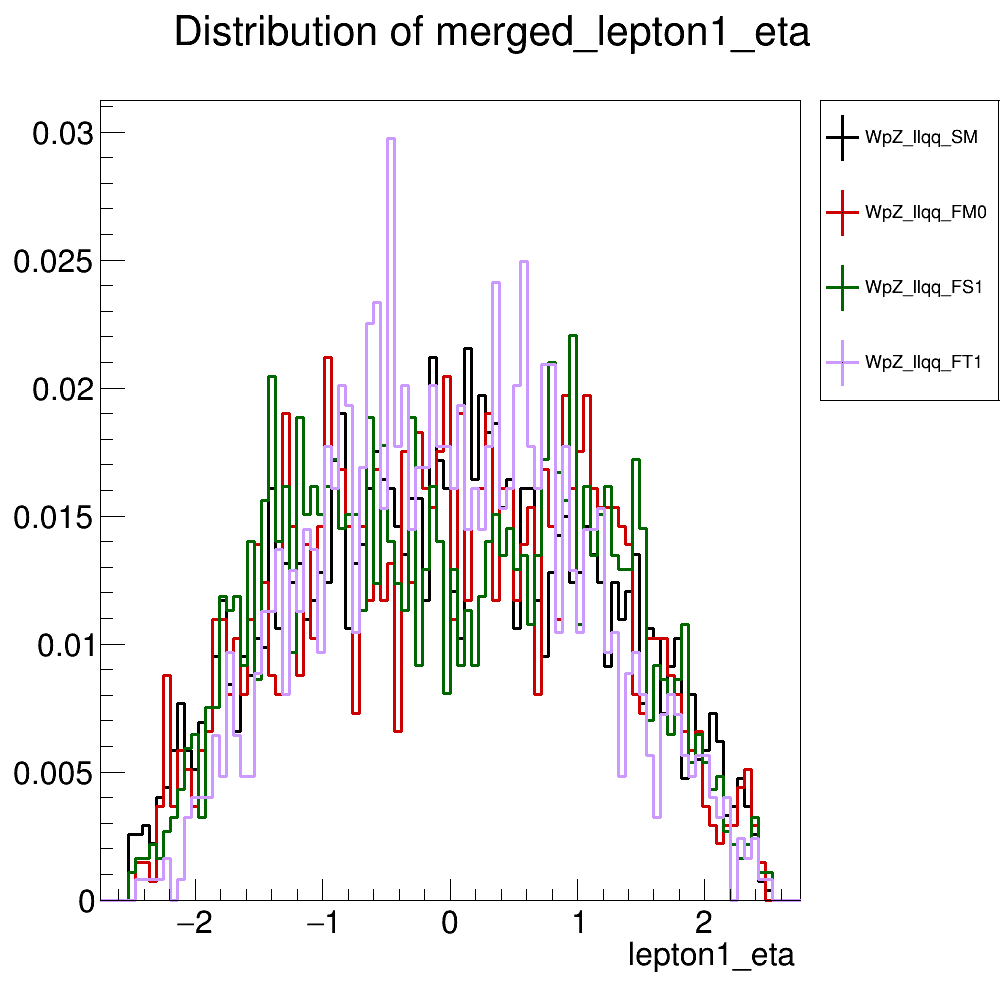 Distribution of merged_lepton1_eta
0.03
0.025
0.02
0.015
0.01
0.005
0
−2
−1
0
1
2
lepton1_eta
WpZ_llqq_SM
WpZ_llqq_FM0
WpZ_llqq_FS1
WpZ_llqq_FT1